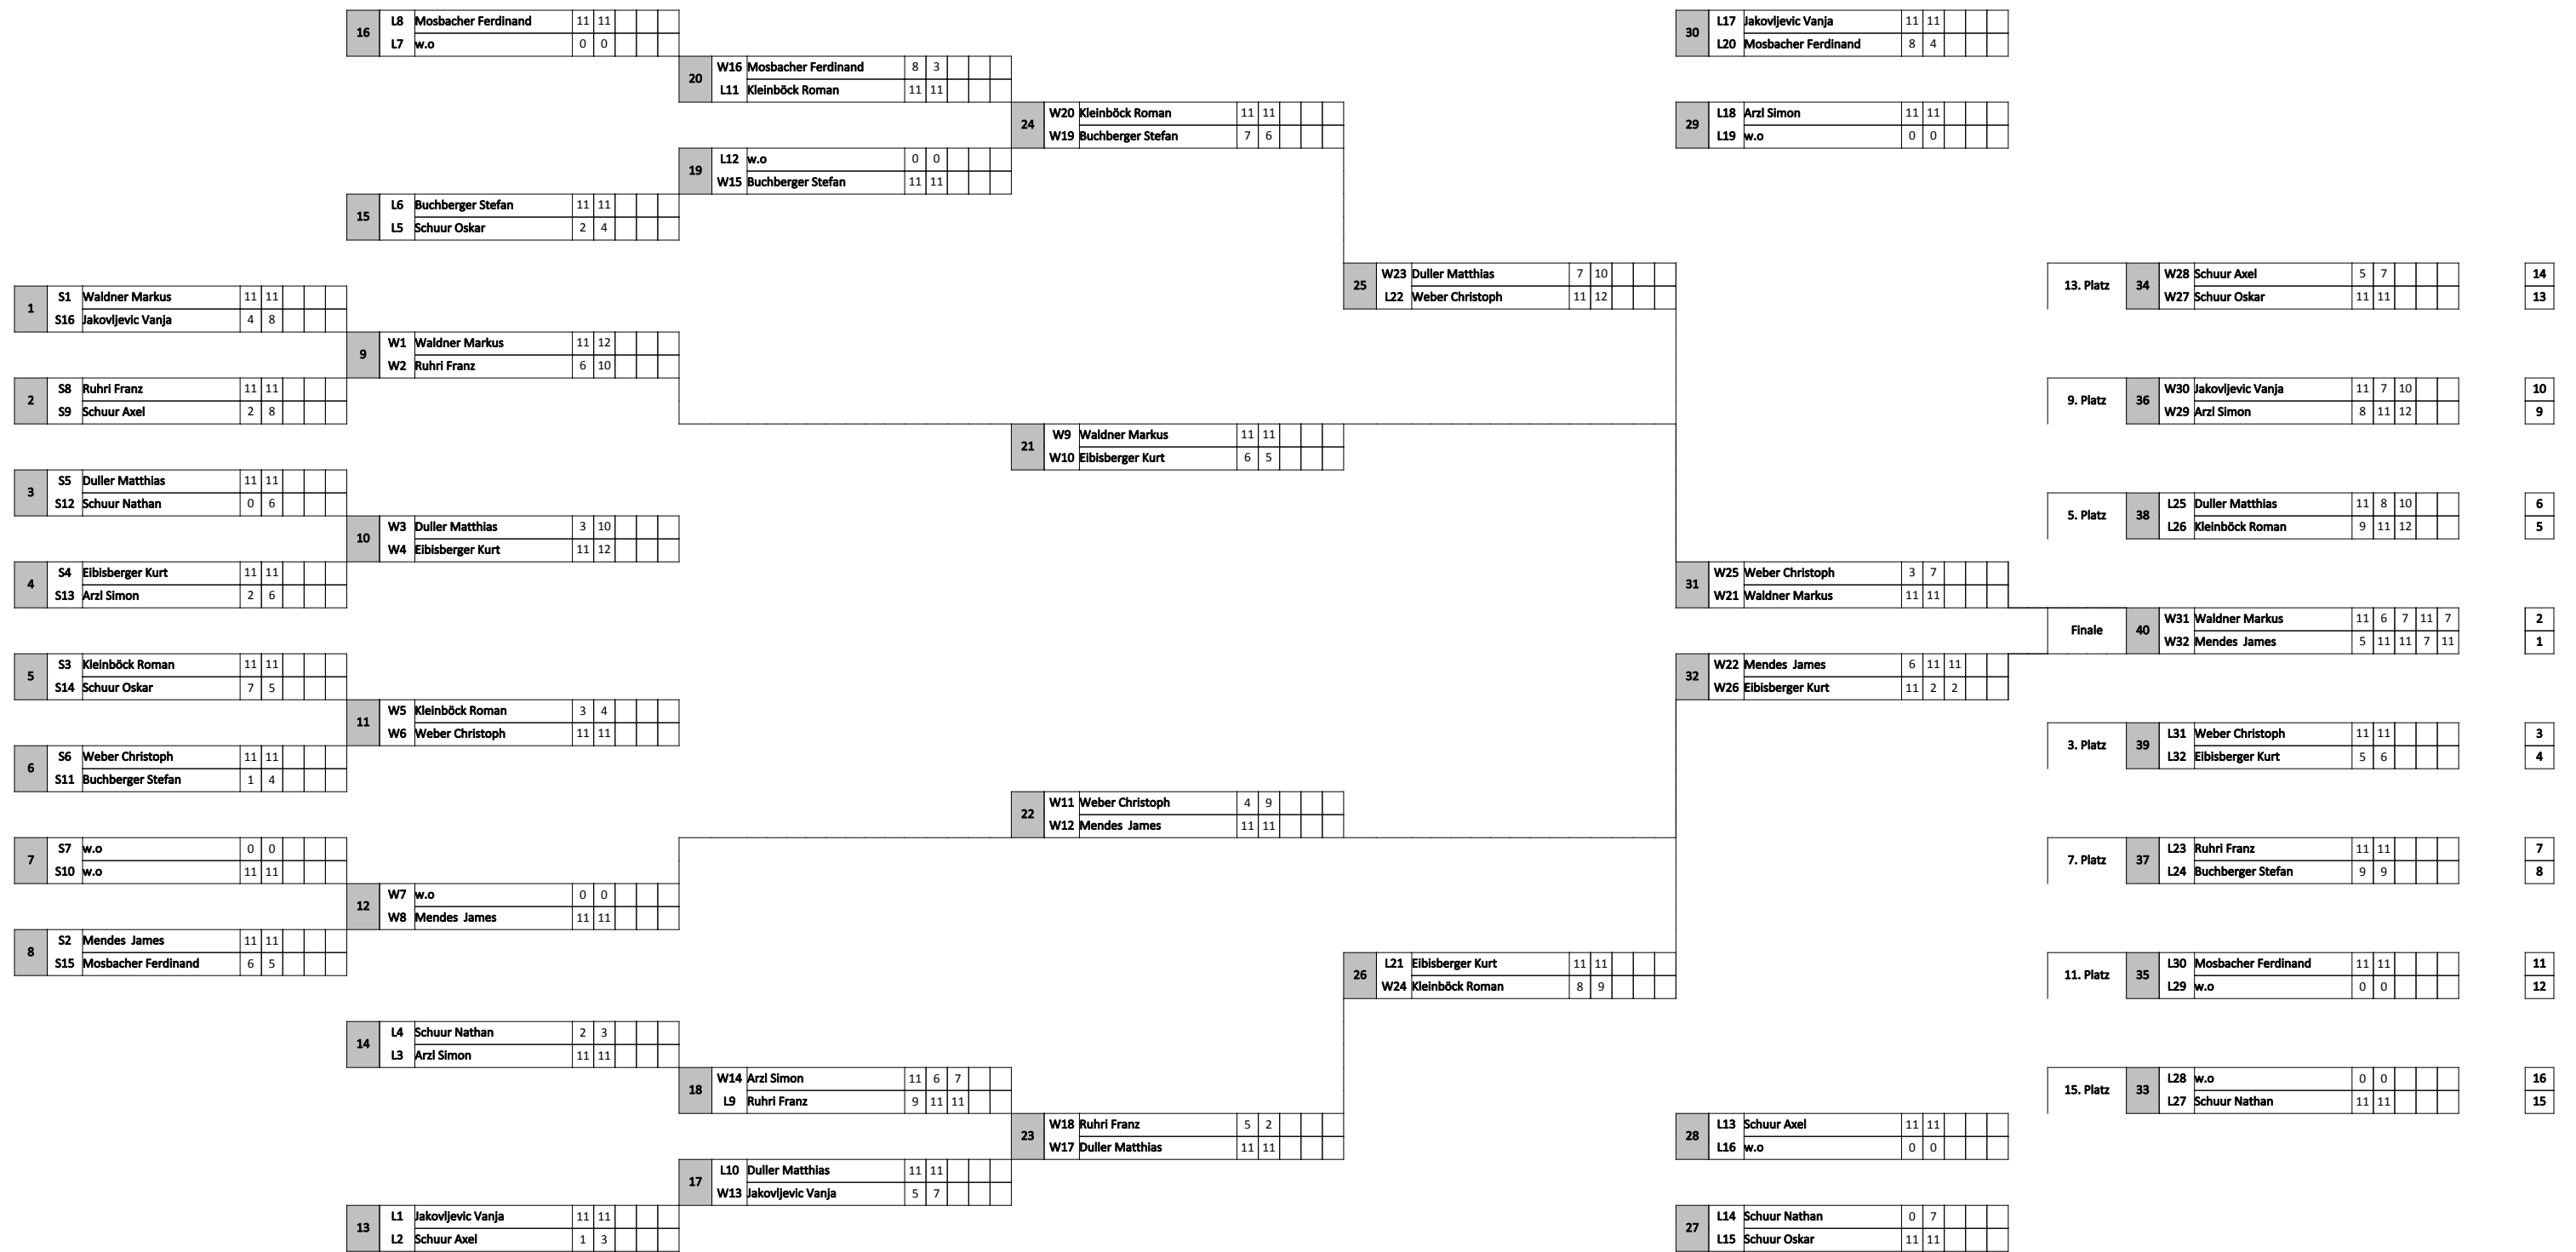 16 L8 Mosbacher Ferdinand 11 11
L7 w.o 0 0
20 W16 Mosbacher Ferdinand 8 3
L11 Kleinböck Roman 11 11
24 W20 Kleinböck Roman 11 11
W19 Buchberger Stefan 7 6
19 L12 w.o 0 0
W15 Buchberger Stefan 11 11
15 L6 Buchberger Stefan 11 11
L5 Schuur Oskar 2 4
30 L17 Jakovljevic Vanja 11 11
L20 Mosbacher Ferdinand 8 4
29 L18 Arzl Simon 11 11
L19 w.o 0 0
1 S1 Waldner Markus 11 11
S16 Jakovljevic Vanja 4 8
9 W1 Waldner Markus 11 12
W2 Ruhri Franz 6 10
2 S8 Ruhri Franz 11 11
S9 Schuur Axel 2 8
25 W23 Duller Matthias 7 10
L22 Weber Christoph 11 12
21 W9 Waldner Markus 11 11
W10 Eibisberger Kurt 6 5
3 S5 Duller Matthias 11 11
S12 Schuur Nathan 0 6
10 W3 Duller Matthias 3 10
W4 Eibisberger Kurt 11 12
4 S4 Eibisberger Kurt 11 11
S13 Arzl Simon 2 6
5 S3 Kleinböck Roman 11 11
S14 Schuur Oskar 7 5
11 W5 Kleinböck Roman 3 4
W6 Weber Christoph 11 11
6 S6 Weber Christoph 11 11
S11 Buchberger Stefan 1 4
22 W11 Weber Christoph 4 9
W12 Mendes James 11 11
7 S7 w.o 0 0
S10 w.o 11 11
12 W7 w.o 0 0
W8 Mendes James 11 11
8 S2 Mendes James 11 11
S15 Mosbacher Ferdinand 6 5
31 W25 Weber Christoph 3 7
W21 Waldner Markus 11 11
32 W22 Mendes James 6 11 11
W26 Eibisberger Kurt 11 2 2
26 L21 Eibisberger Kurt 11 11
W24 Kleinböck Roman 8 9
14 L4 Schuur Nathan 2 3
L3 Arzl Simon 11 11
18 W14 Arzl Simon 11 6 7
L9 Ruhri Franz 9 11 11
23 W18 Ruhri Franz 5 2
W17 Duller Matthias 11 11
17 L10 Duller Matthias 11 11
W13 Jakovljevic Vanja 5 7
13 L1 Jakovljevic Vanja 11 11
L2 Schuur Axel 1 3
28 L13 Schuur Axel 11 11
L16 w.o 0 0
27 L14 Schuur Nathan 0 7
L15 Schuur Oskar 11 11
13. Platz 34 W28 Schuur Axel 5 7 14
W27 Schuur Oskar 11 11 13
9. Platz 36 W30 Jakovljevic Vanja 11 7 10 10
W29 Arzl Simon 8 11 12 9
5. Platz 38 L25 Duller Matthias 11 8 10 6
L26 Kleinböck Roman 9 11 12 5
Finale 40 W31 Waldner Markus 11 6 7 11 7 2
W32 Mendes James 5 11 11 7 11 1
3. Platz 39 L31 Weber Christoph 11 11 3
L32 Eibisberger Kurt 5 6 4
7. Platz 37 L23 Ruhri Franz 11 11 7
L24 Buchberger Stefan 9 9 8
11. Platz 35 L30 Mosbacher Ferdinand 11 11 11
L29 w.o 0 0 12
15. Platz 33 L28 w.o 0 0 16
L27 Schuur Nathan 11 11 15